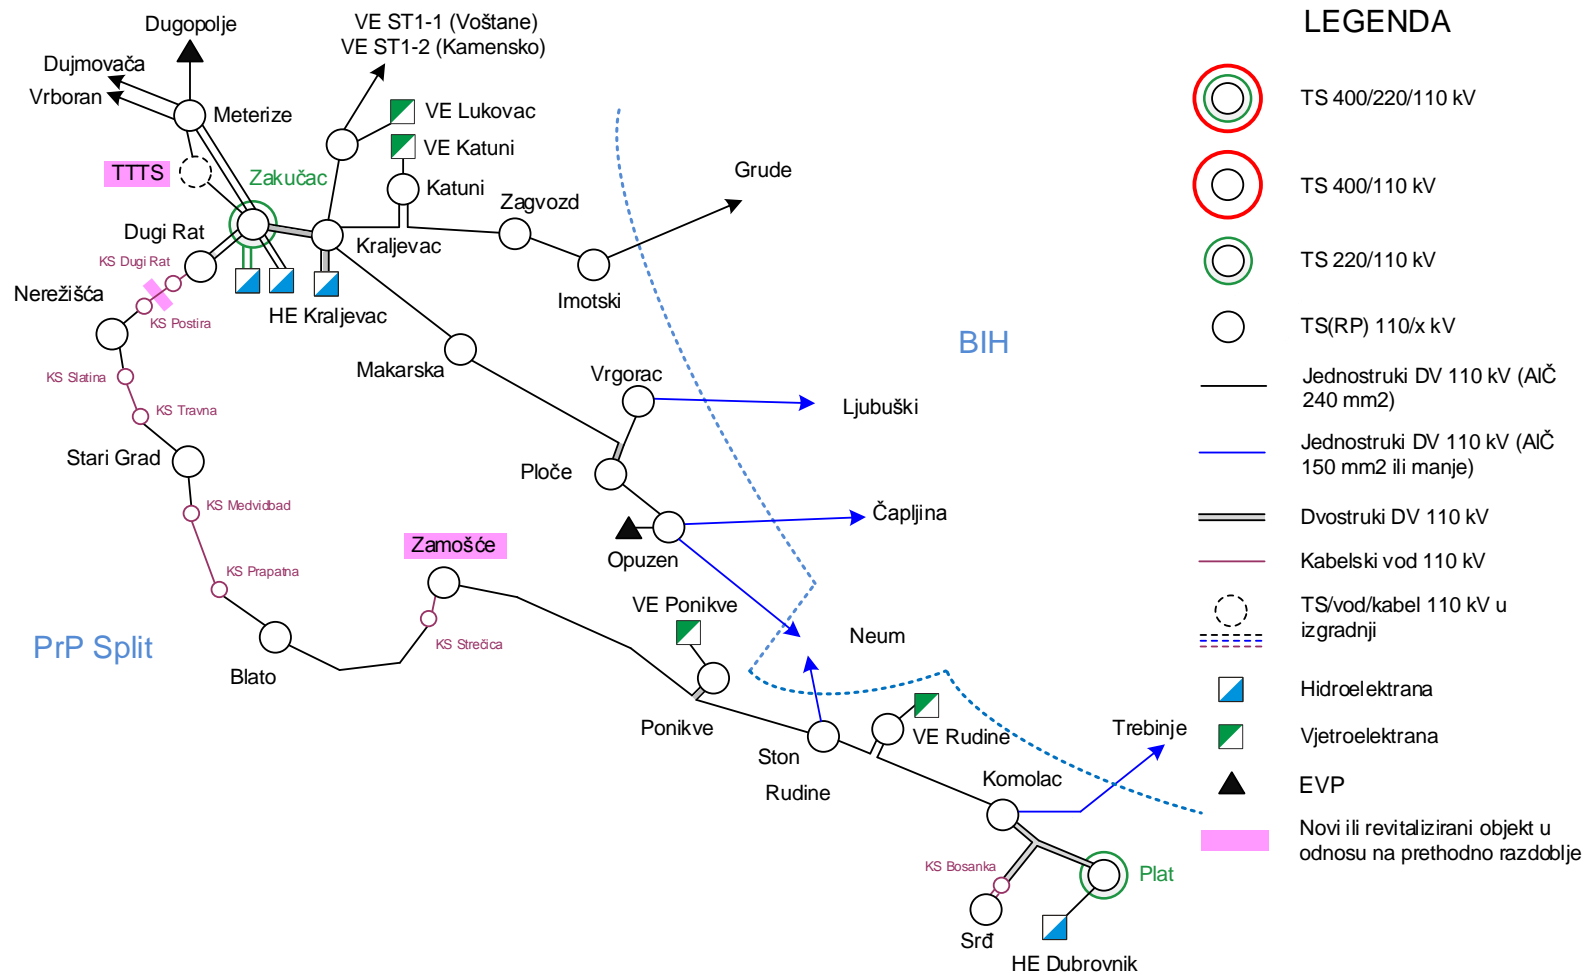 Dugopolje
VE ST1-1 (Voštane)
VE ST1-2 (Kamensko)
Dujmovača
Vrboran
Meterize
VE Lukovac
VE Katuni
TTTS
Zakučac
Katuni
Zagvozd
Grude
Dugi Rat
Kraljevac
KS Dugi Rat
Nerežišća
KS Postira
HE Kraljevac
Imotski
BIH
Makarska
KS Slatina
Vrgorac
KS Travna
Ljubuški
Stari Grad
Ploče
KS Medvidbad
Čapljina
Zamošće
Opuzen
KS Prapatna
VE Ponikve
Neum
PrP Split
KS Strečica
Blato
Ponikve
Ston
VE Rudine
Trebinje
Rudine
Komolac
KS Bosanka
Plat
Srđ
HE Dubrovnik
LEGENDA
TS 400/220/110 kV
TS 400/110 kV
TS 220/110 kV
TS(RP) 110/x kV
Jednostruki DV 110 kV (AlČ
240 mm2)
Jednostruki DV 110 kV (AlČ
150 mm2 ili manje)
Dvostruki DV 110 kV
Kabelski vod 110 kV
TS/vod/kabel 110 kV u
izgradnji
Hidroelektrana
Vjetroelektrana
EVP
Novi ili revitalizirani objekt u
odnosu na prethodno razdoblje